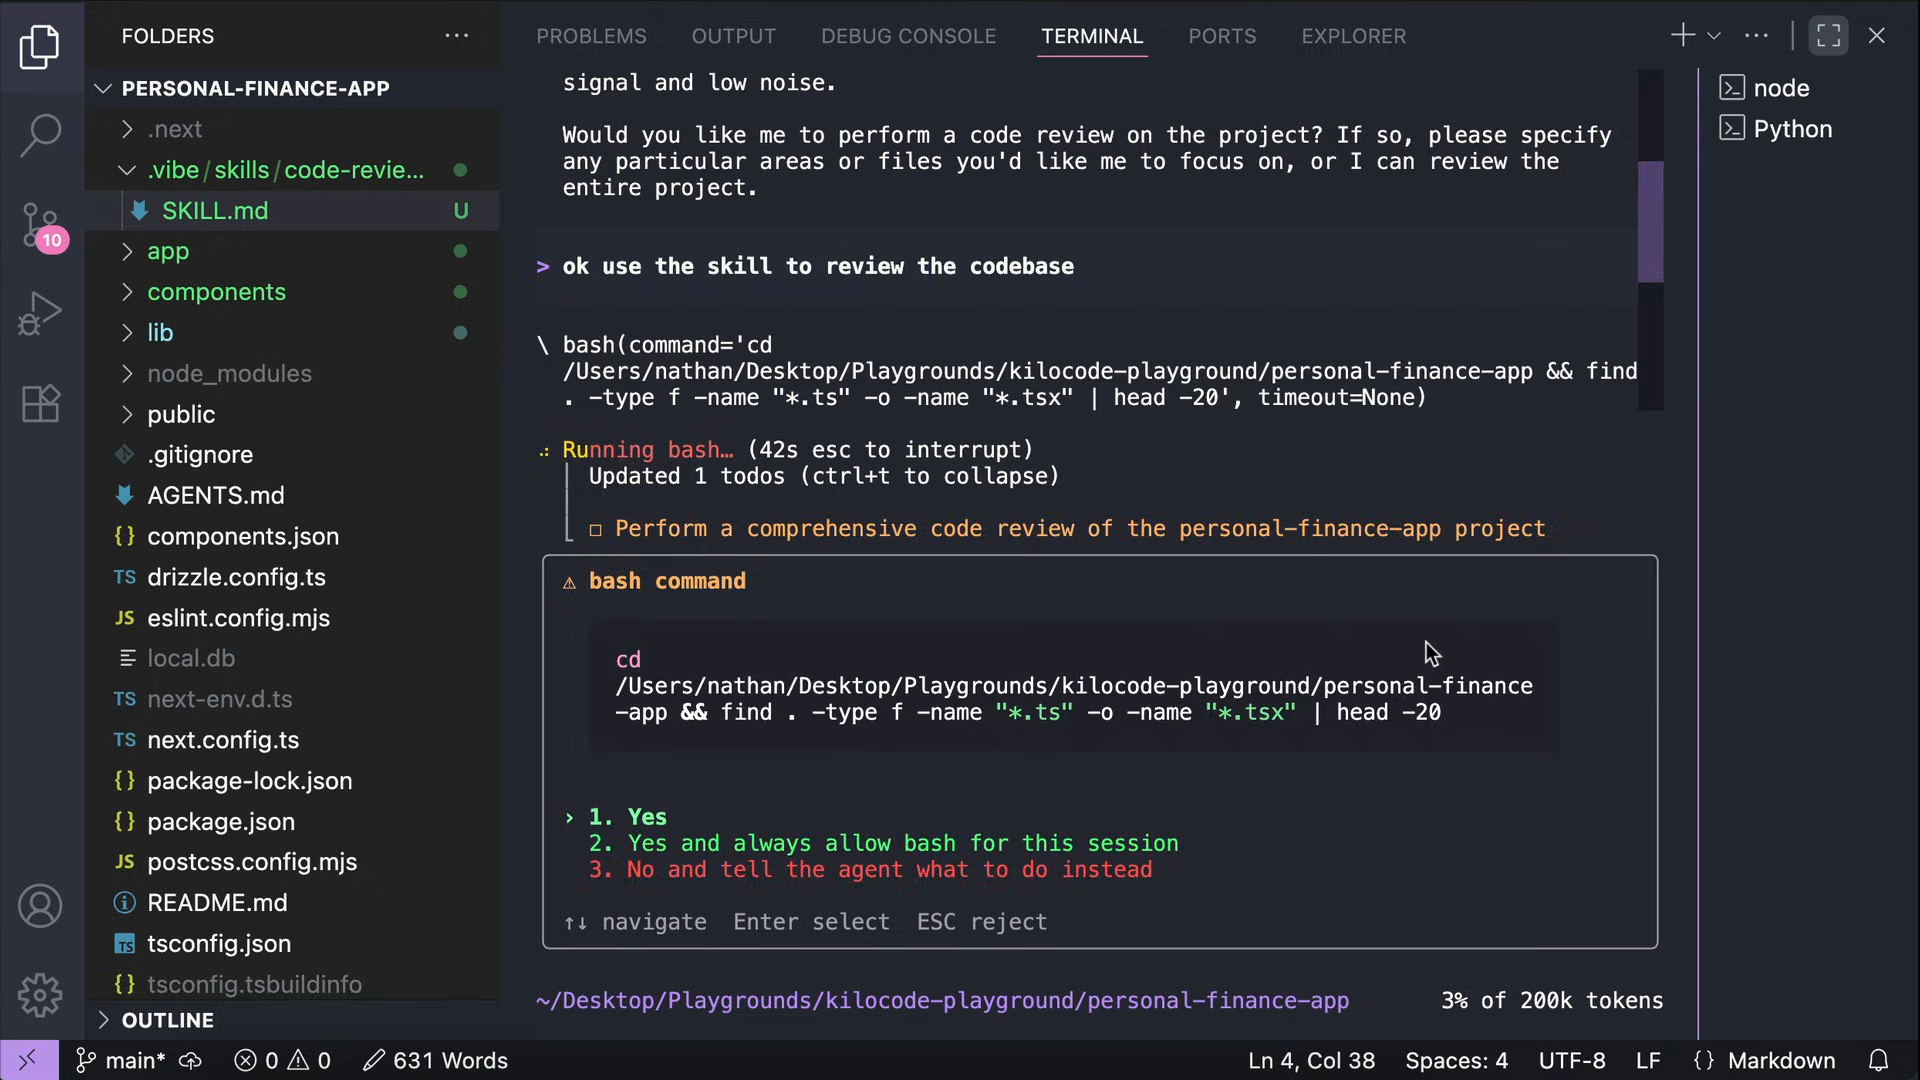 FOLDERS
PERSONAL-FINANCE-APP
.next
.vibe/skills/code-revie...
SKILL.md U
10
app
components
lib
node_modules
public
.gitignore
AGENTS.md
{} components.json
TS drizzle.config.ts
JS eslint.config.mjs
local.db
TS next-env.d.ts
TS next.config.ts
{} package-lock.json
{} package.json
JS postcss.config.mjs
README.md
TS tsconfig.json
{} tsconfig.tsbuildinfo
OUTLINE
PROBLEMS OUTPUT DEBUG CONSOLE TERMINAL PORTS EXPLORER
signal and low noise.
Would you like me to perform a code review on the project? If so, please specify
any particular areas or files you'd like me to focus on, or I can review the
entire project.
> ok use the skill to review the codebase
\ bash(command='cd
/Users/nathan/Desktop/Playgrounds/kilocode-playground/personal-finance-app && find
. -type f -name "*.ts" -o -name "*.tsx" | head -20', timeout=None)
Running bash… (42s esc to interrupt)
Updated 1 todos (ctrl+t to collapse)
☐ Perform a comprehensive code review of the personal-finance-app project
⚠ bash command
cd
/Users/nathan/Desktop/Playgrounds/kilocode-playground/personal-finance
-app && find . -type f -name "*.ts" -o -name "*.tsx" | head -20
› 1. Yes
2. Yes and always allow bash for this session
3. No and tell the agent what to do instead
↑↓ navigate Enter select ESC reject
~/Desktop/Playgrounds/kilocode-playground/personal-finance-app 3% of 200k tokens
node
Python
main* 0 0 631 Words Ln 4, Col 38 Spaces: 4 UTF-8 LF {} Markdown